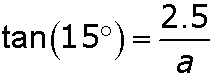 tan(15°) = 2.5/a